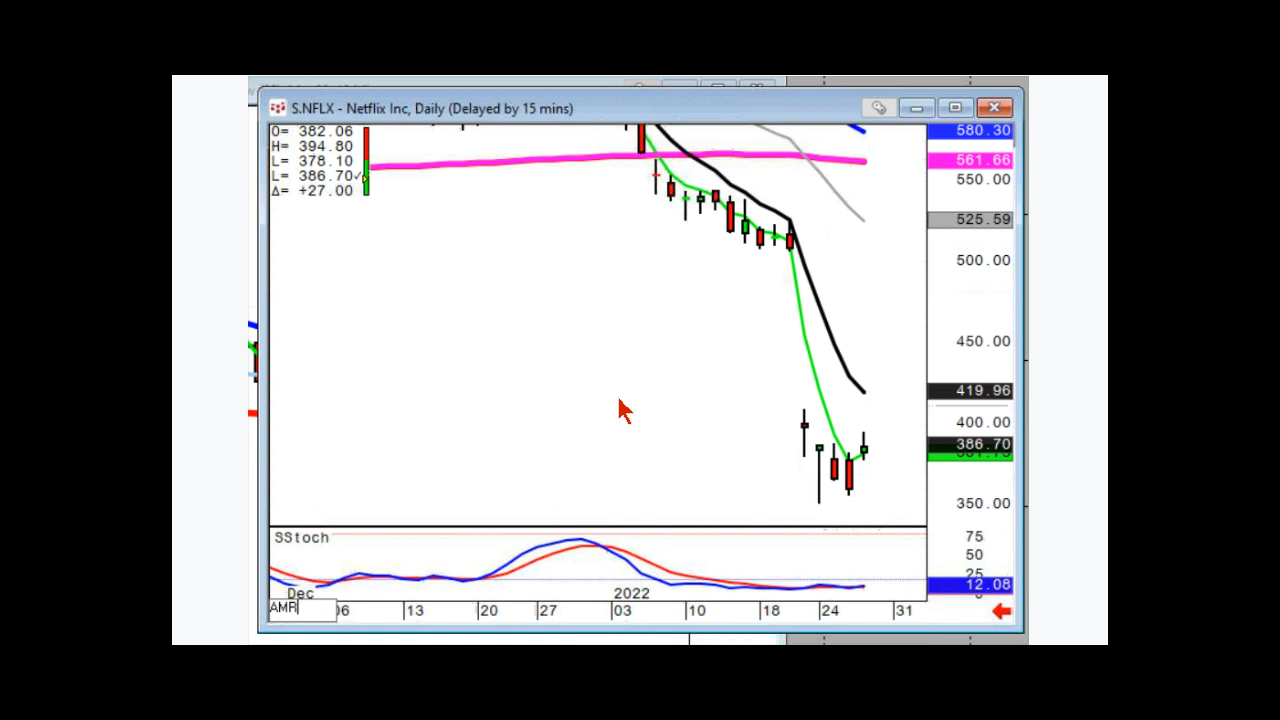 S.NFLX - Netflix Inc, Daily (Delayed by 15 mins)
O= 382.06
H= 394.80
L= 378.10
L= 386.70✓
Δ= +27.00
580.30
561.66
550.00
525.59
500.00
450.00
419.96
400.00
386.70
350.00
SStoch
75
50
25
12.08
Dec
2022
AMR
06
13
20
27
03
10
18
24
31